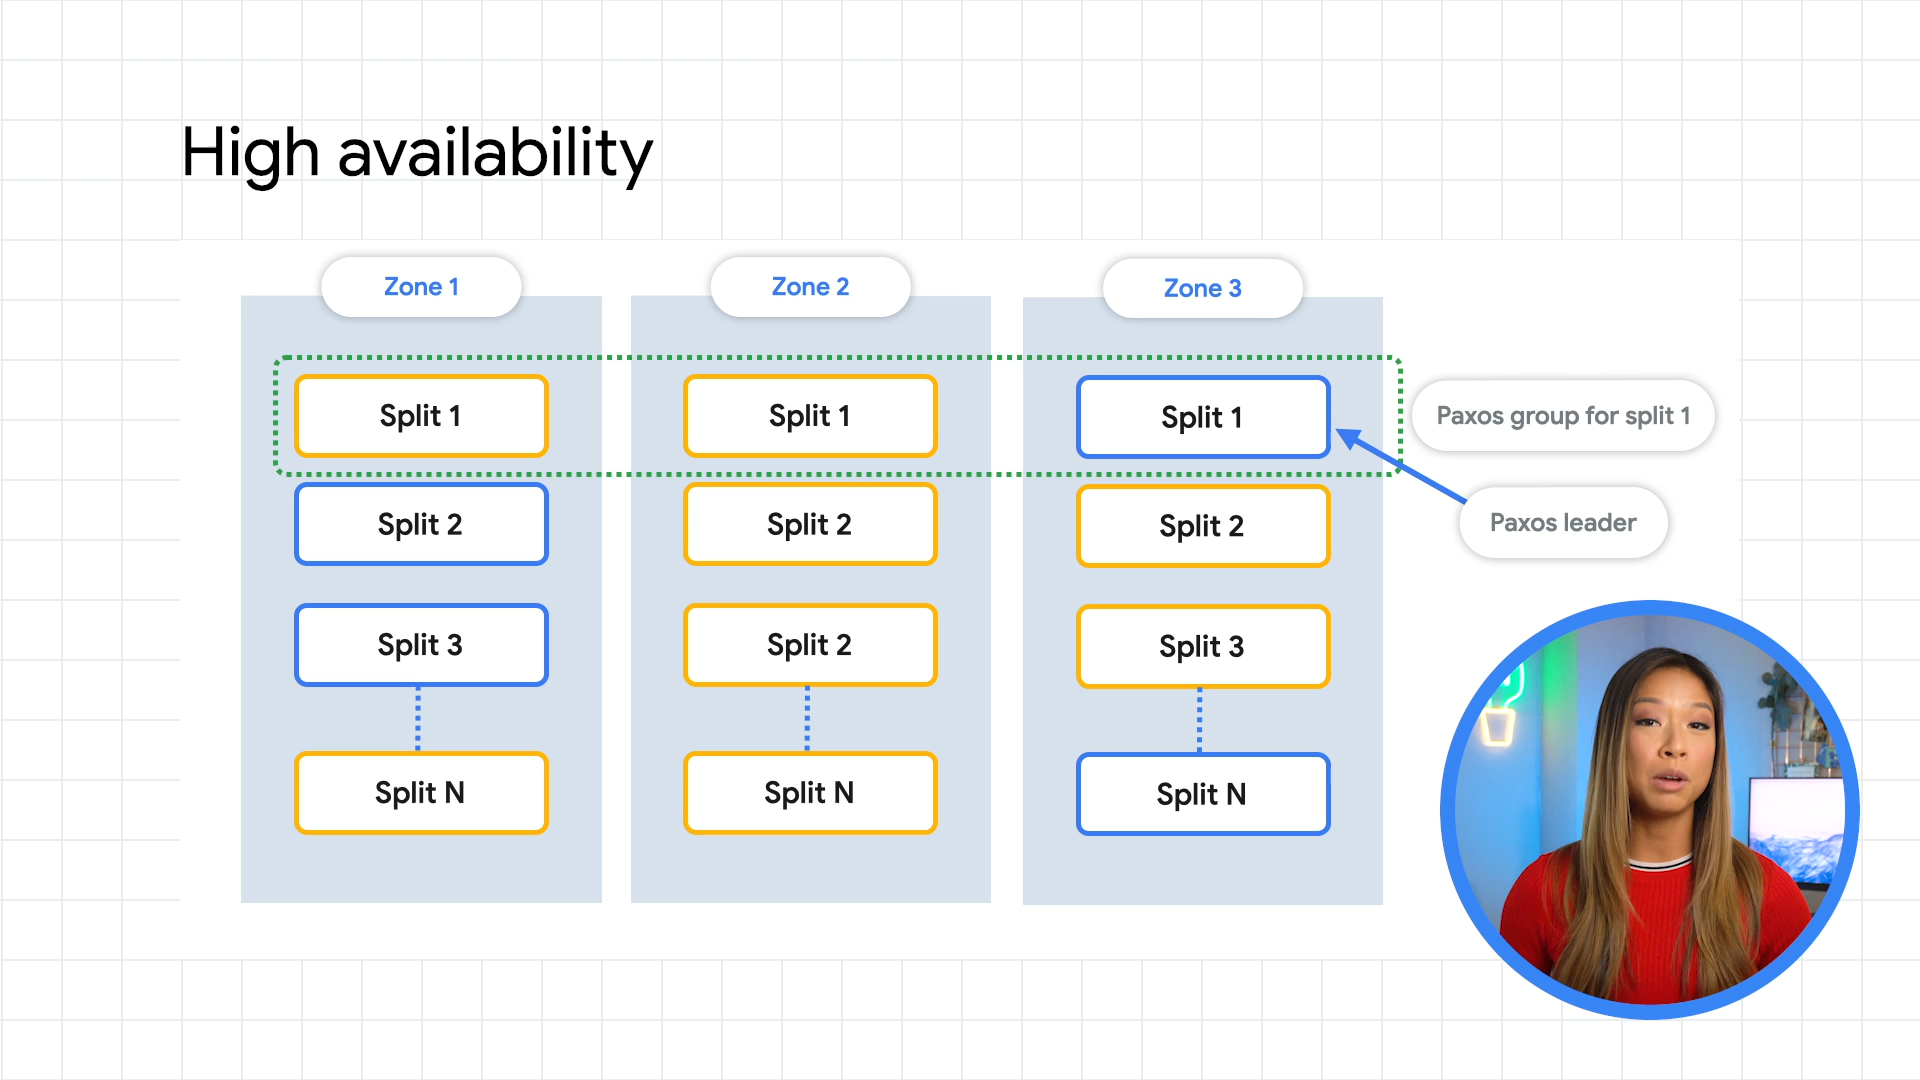 High availability
Zone 1
Zone 2
Zone 3
Split 1
Split 1
Split 1
Paxos group for split 1
Split 2
Split 2
Split 2
Paxos leader
Split 3
Split 2
Split 3
Split N
Split N
Split N